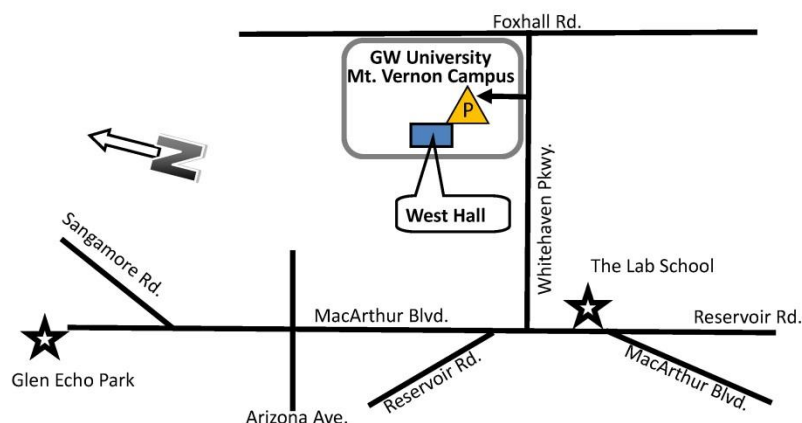 Foxhall Rd.
GW University
Mt. Vernon Campus
P
N
West Hall
Whitehaven Pkwy.
Sangamore Rd.
The Lab School
MacArthur Blvd.
Reservoir Rd.
Glen Echo Park
Reservoir Rd.
MacArthur Blvd.
Arizona Ave.